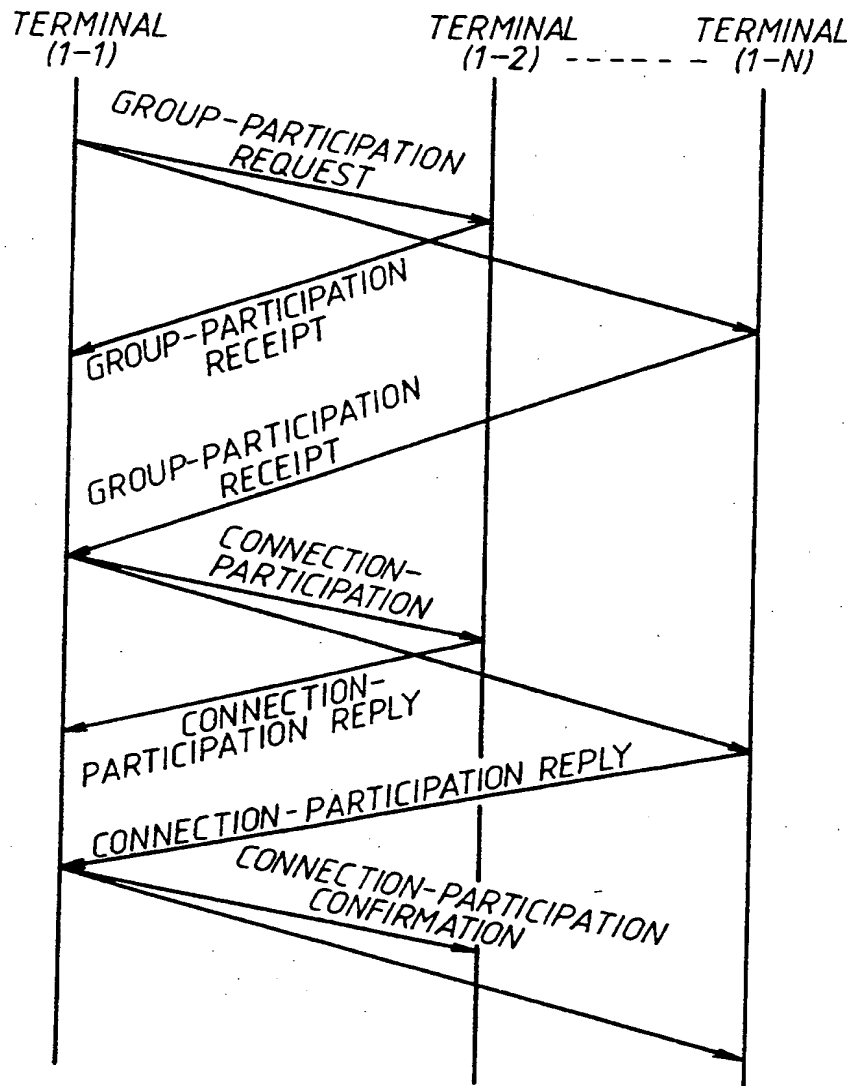 TERMINAL
(1-1)
TERMINAL
(1-2) ------
TERMINAL
(1-N)
GROUP-PARTICIPATION
REQUEST
GROUP-PARTICIPATION
RECEIPT
GROUP-PARTICIPATION
RECEIPT
CONNECTION-
PARTICIPATION
CONNECTION-
PARTICIPATION REPLY
CONNECTION-PARTICIPATION REPLY
CONNECTION-PARTICIPATION
CONFIRMATION